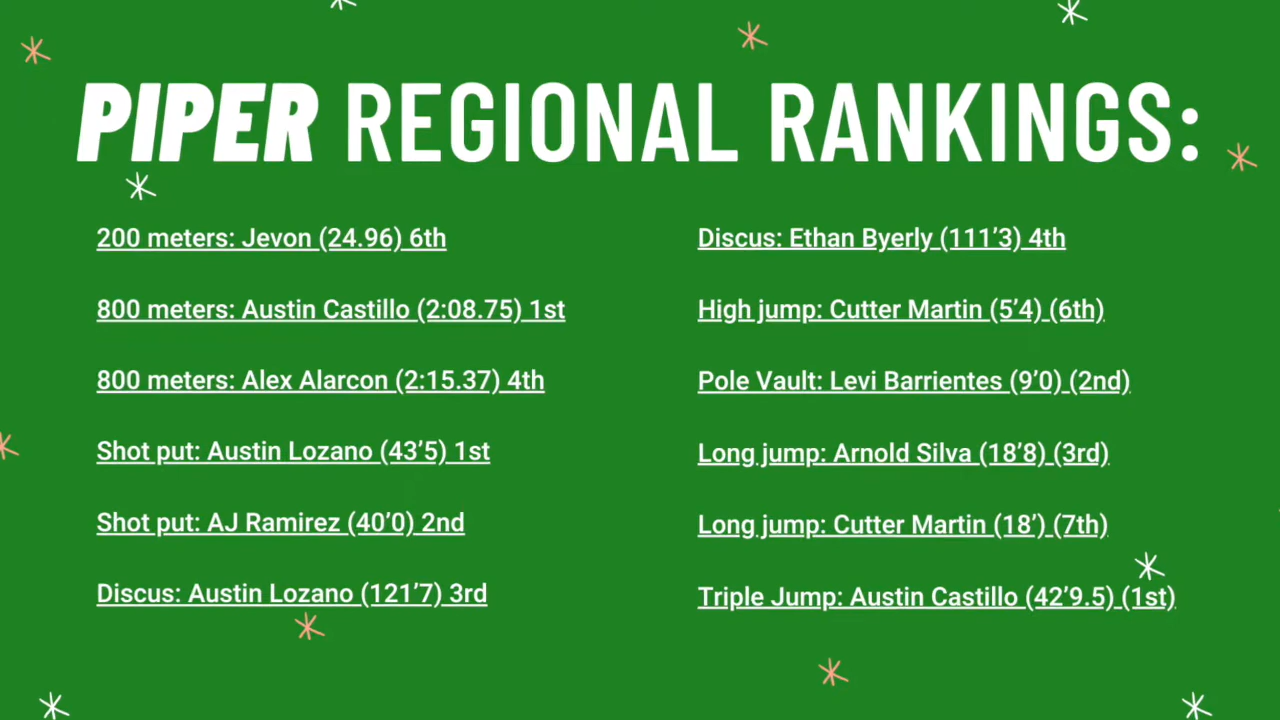 PIPER REGIONAL RANKINGS:
200 meters: Jevon (24.96) 6th
800 meters: Austin Castillo (2:08.75) 1st
800 meters: Alex Alarcon (2:15.37) 4th
Shot put: Austin Lozano (43’5) 1st
Shot put: AJ Ramirez (40’0) 2nd
Discus: Austin Lozano (121’7) 3rd
Discus: Ethan Byerly (111’3) 4th
High jump: Cutter Martin (5’4) (6th)
Pole Vault: Levi Barrientes (9’0) (2nd)
Long jump: Arnold Silva (18’8) (3rd)
Long jump: Cutter Martin (18’) (7th)
Triple Jump: Austin Castillo (42’9.5) (1st)